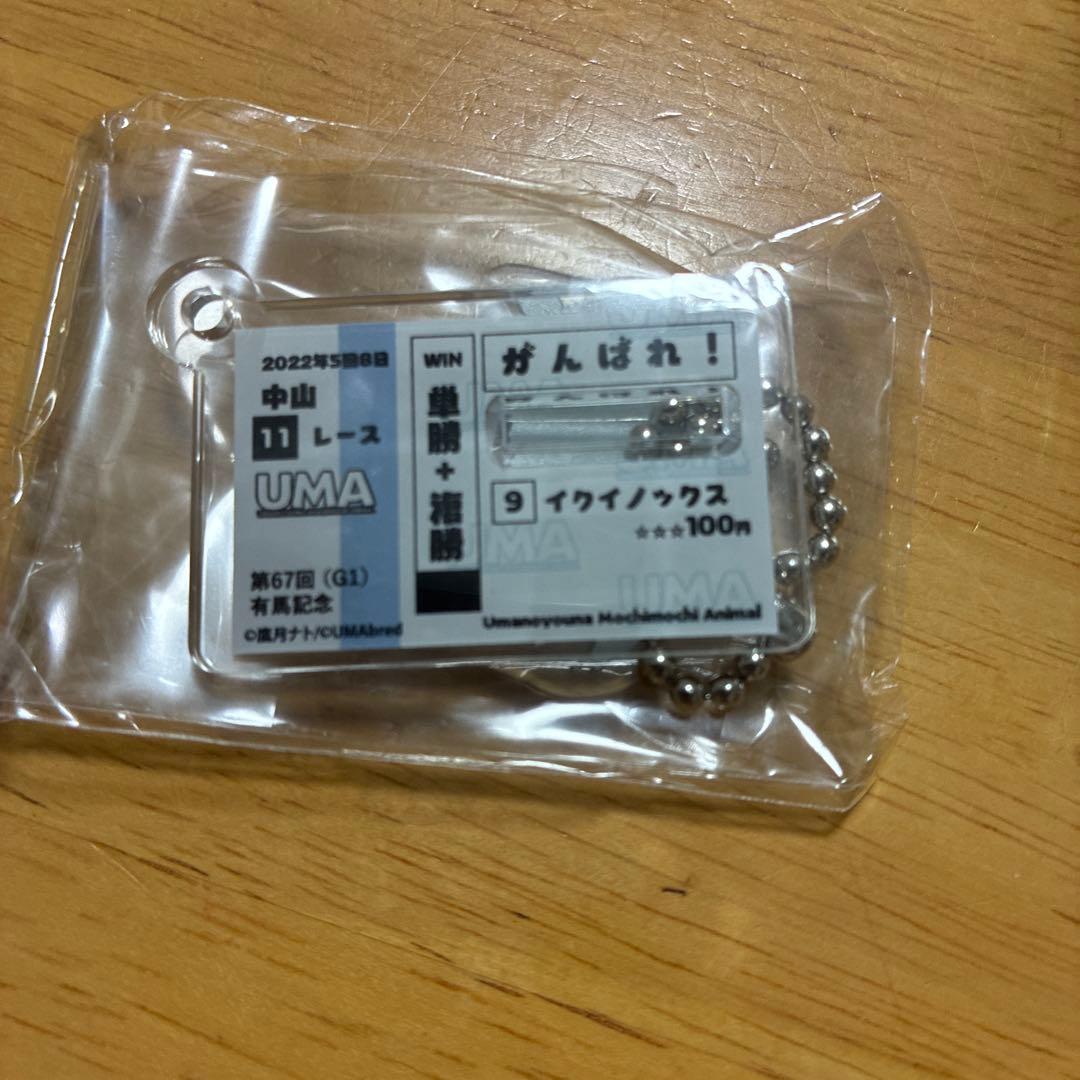 2022年5回8日
中山
11 レース
UMA
第67回（G1）
有馬記念
©凪月ナト/©UMAbred
WIN
単勝+複勝
がんばれ！
9 イクイノックス
☆☆☆100円
UMA
UMA
Umanoyouna Mochimochi Animal